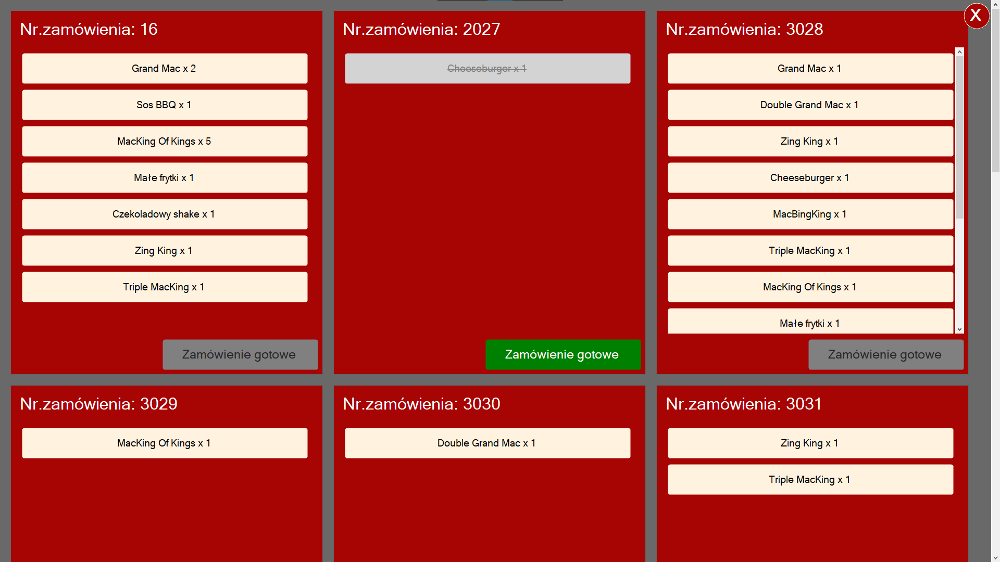 Nr.zamówienia: 16
Grand Mac x 2
Sos BBQ x 1
MacKing Of Kings x 5
Małe frytki x 1
Czekoladowy shake x 1
Zing King x 1
Triple MacKing x 1
Zamówienie gotowe
Nr.zamówienia: 2027
Cheeseburger x 1
Zamówienie gotowe
Nr.zamówienia: 3028
X
Grand Mac x 1
Double Grand Mac x 1
Zing King x 1
Cheeseburger x 1
MacBingKing x 1
Triple MacKing x 1
MacKing Of Kings x 1
Małe frytki x 1
Zamówienie gotowe
Nr.zamówienia: 3029
MacKing Of Kings x 1
Nr.zamówienia: 3030
Double Grand Mac x 1
Nr.zamówienia: 3031
Zing King x 1
Triple MacKing x 1